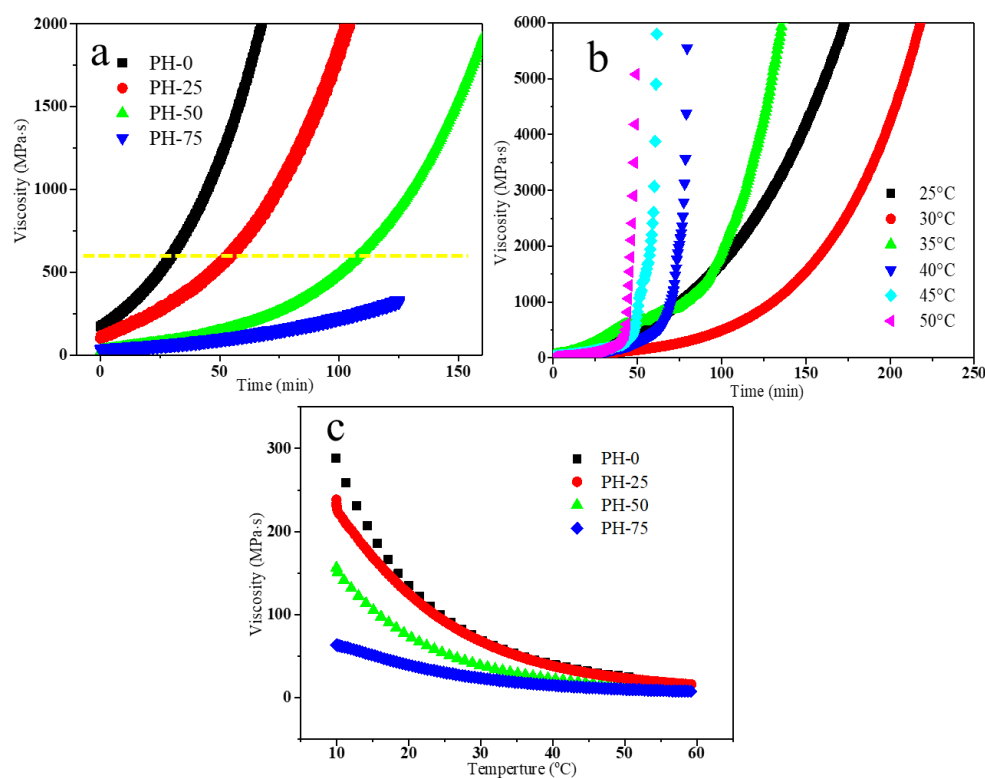 a
PH-0
PH-25
PH-50
PH-75
2000
1500
1000
500
0
Viscosity (MPa·s)
0
50
100
150
Time (min)
b
6000
5000
4000
3000
2000
1000
0
Viscosity (MPa·s)
25°C
30°C
35°C
40°C
45°C
50°C
0
50
100
150
200
250
Time (min)
c
300
200
100
0
Viscosity (MPa·s)
PH-0
PH-25
PH-50
PH-75
10
20
30
40
50
60
Temperture (°C)